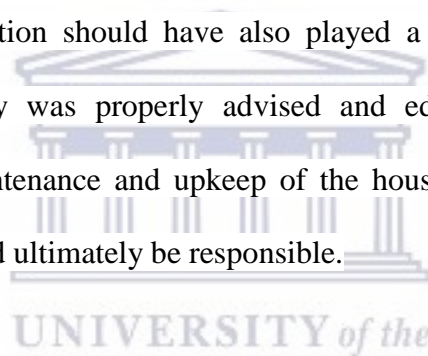 tion should have also played a
y was properly advised and ed
ntenance and upkeep of the hous
d ultimately be responsible.
UNIVERSITY of the